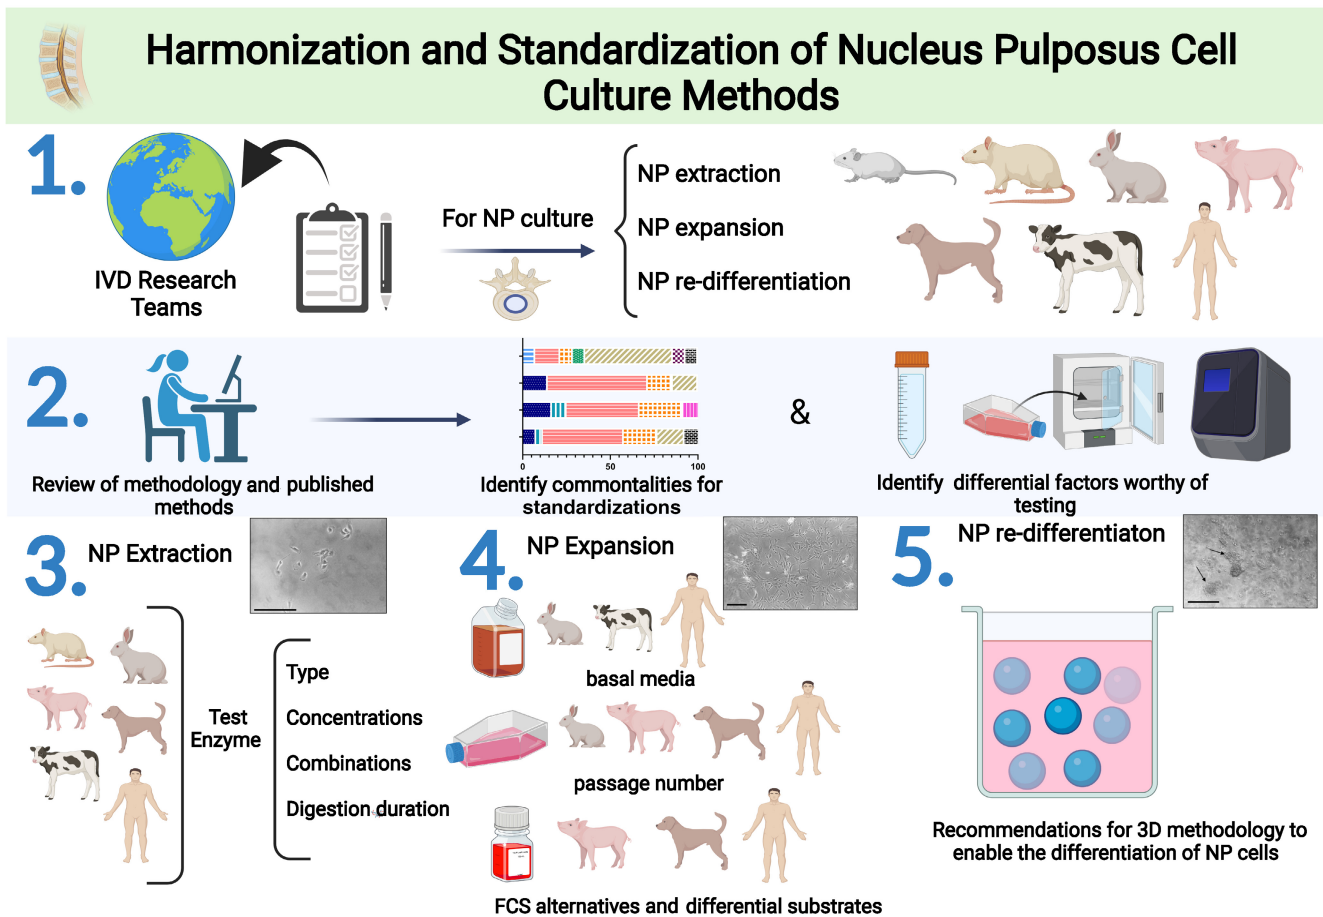 Harmonization and Standardization of Nucleus Pulposus Cell
Culture Methods
1.
IVD Research
Teams
For NP culture
NP extraction
NP expansion
NP re-differentiation
2.
Review of methodology and published
methods
0
50
100
Identify commontalities for
standardizations
&
Identify differential factors worthy of
testing
3.
NP Extraction
Test
Enzyme
Type
Concentrations
Combinations
Digestion duration
4.
NP Expansion
basal media
passage number
FCS alternatives and differential substrates
5.
NP re-differentiaton
Recommendations for 3D methodology to
enable the differentiation of NP cells